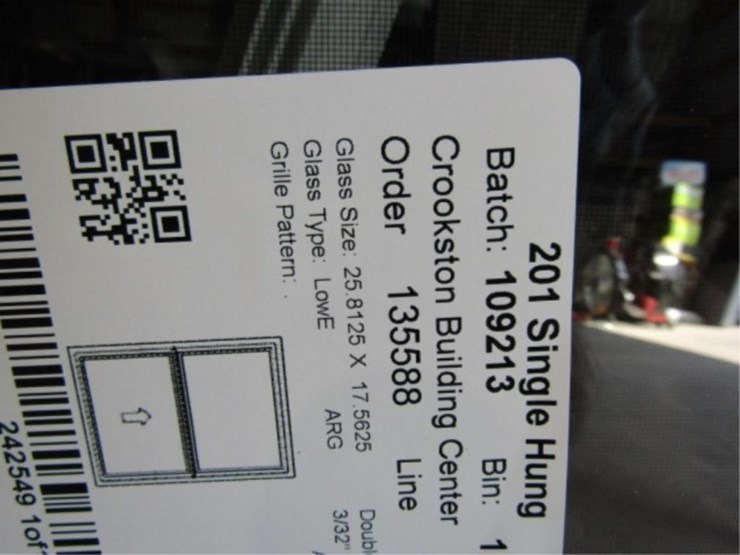 201 Single Hung
Batch: 109213 Bin: 1
Crookston Building Center
Order 135588 Line
Glass Size: 25.8125 X 17.5625
Glass Type: LowE ARG 3/32"
Grille Pattern: .
242549 1of